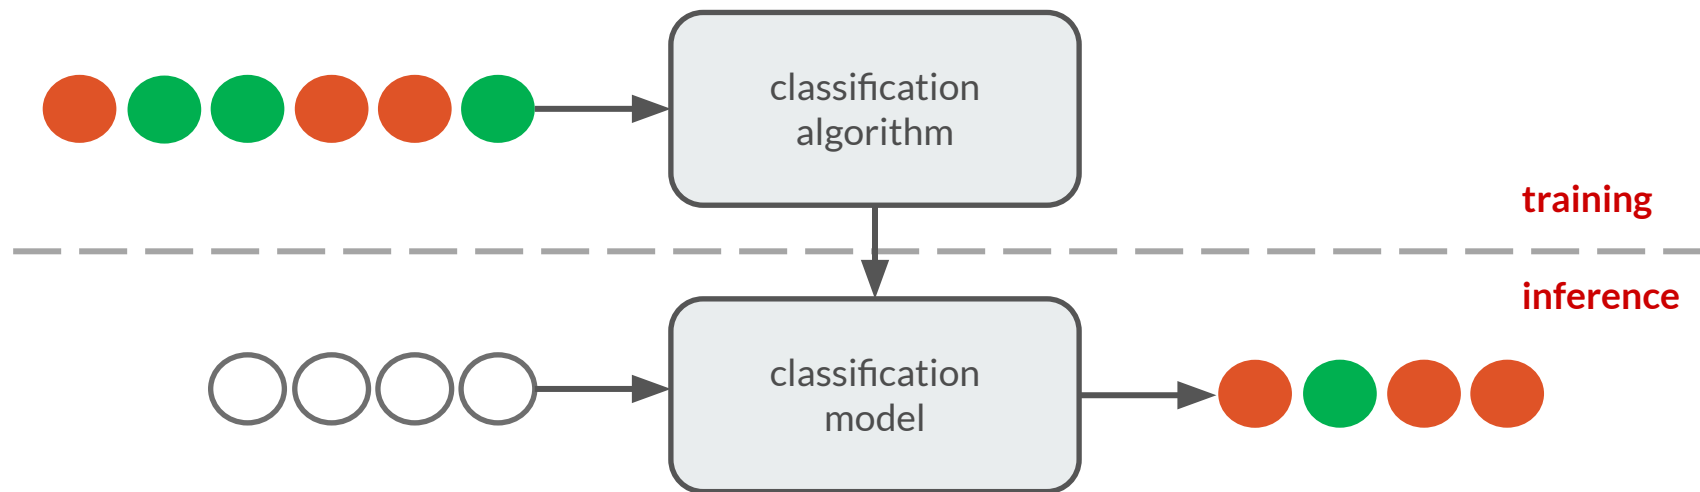 classification
algorithm
training
inference
classification
model